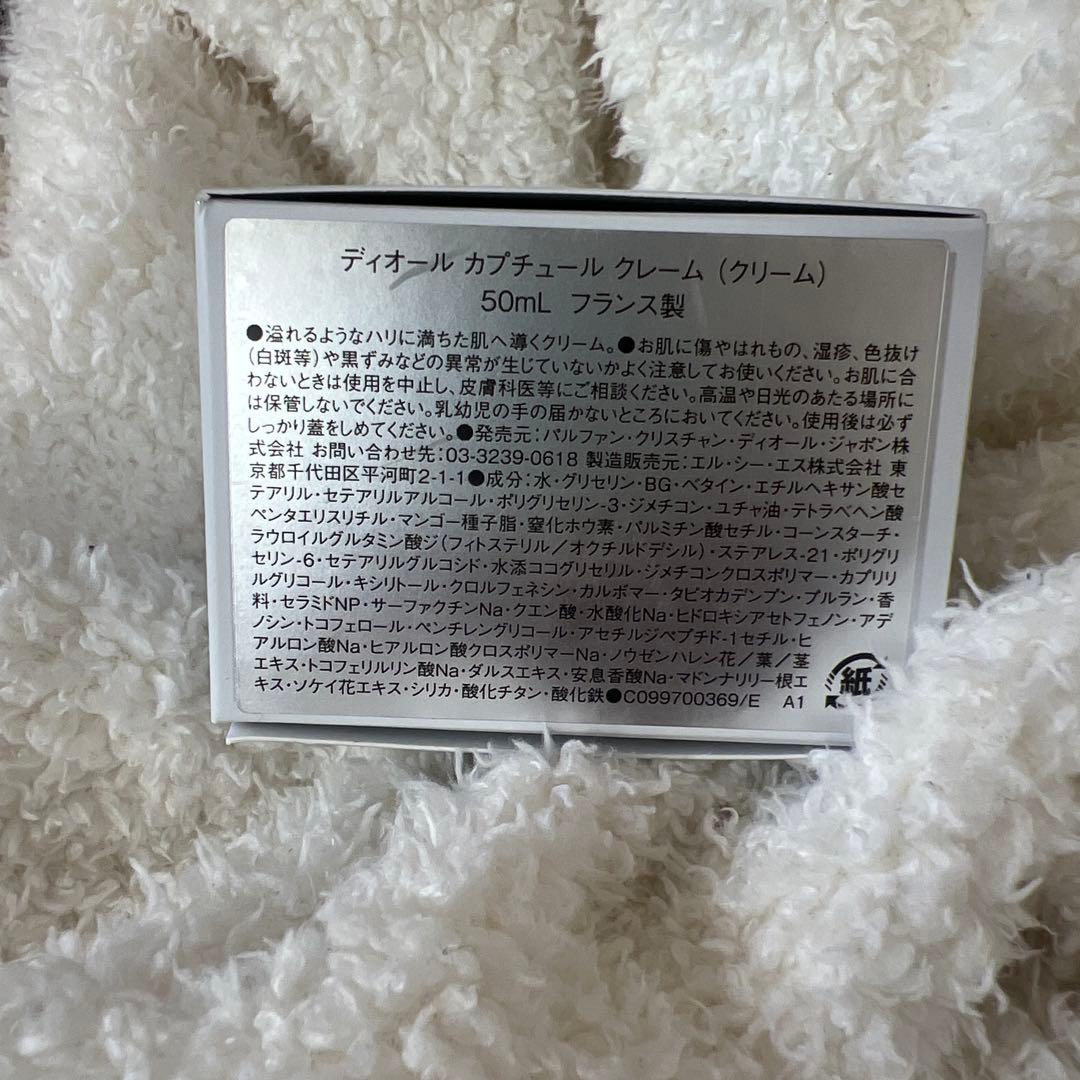 ディオール カプチュール クレーム (クリーム)
50mL フランス製
●溢れるようなハリに満ちた肌へ導くクリーム。●お肌に傷やはれもの、湿疹、色抜け
(白斑等)や黒ずみなどの異常が生じていないかよく注意してお使いください。お肌に合
わないときは使用を中止し、皮膚科医等にご相談ください。高温や日光のあたる場所に
は保管しないでください。乳幼児の手の届かないところにおいてください。使用後は必ず
しっかり蓋をしめてください。●発売元:パルファン・クリスチャン・ディオール・ジャポン株
式会社 お問い合わせ先:03-3239-0618 製造販売元:エル・シー・エス株式会社 東
京都千代田区平河町2-1-1●成分:水・グリセリン・BG・ベタイン・エチルヘキサン酸セ
テアリル・セテアリルアルコール・ポリグリセリン-3・ジメチコン・ユチャ油・テトラベヘン酸
ペンタエリスリチル・マンゴー種子脂・窒化ホウ素・パルミチン酸セチル・コーンスターチ・
ラウロイルグルタミン酸ジ(フィトステリル/オクチルドデシル)・ステアレス-21・ポリグリ
セリン-6・セテアリルグルコシド・水添ココグリセリル・ジメチコンクロスポリマー・カプリリ
ルグリコール・キシリトール・クロルフェネシン・カルボマー・タピオカデンプン・プルラン・香
料・セラミドNP・サーファクチンNa・クエン酸・水酸化Na・ヒドロキシアセトフェノン・アデ
ノシン・トコフェロール・ペンチレングリコール・アセチルジペプチド-1セチル・ヒ
アルロン酸Na・ヒアルロン酸クロスポリマーNa・ノウゼンハレン花/葉/茎
エキス・トコフェリルリン酸Na・ダルスエキス・安息香酸Na・マドンナリリー根エ
キス・ソケイ花エキス・シリカ・酸化チタン・酸化鉄●C099700369/E A1
紙